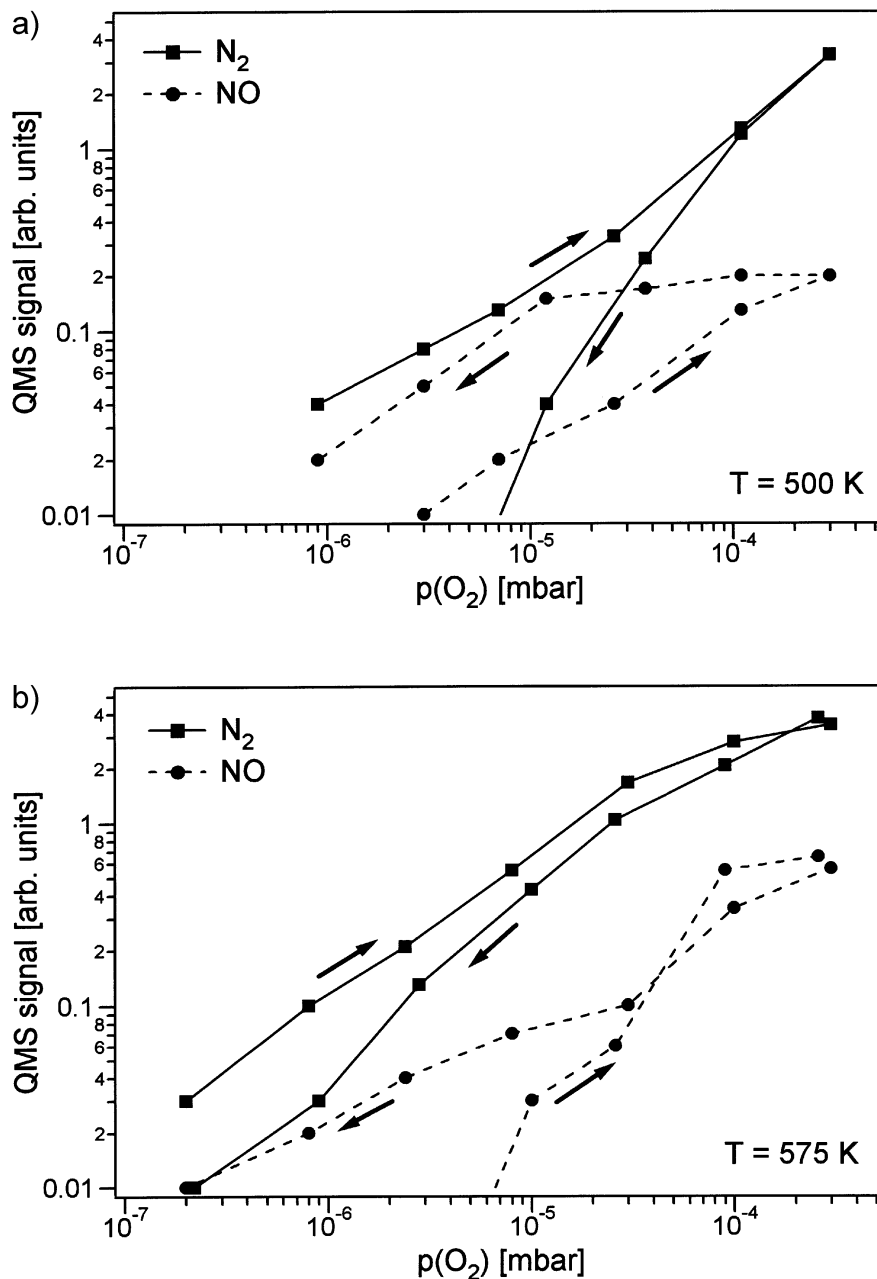 a)
N₂
NO
QMS signal [arb. units]
4
2
1
8
6
4
2
0.1
8
6
4
2
0.01
T = 500 K
10⁻⁷ 10⁻⁶ 10⁻⁵ 10⁻⁴
p(O₂) [mbar]
b)
N₂
NO
QMS signal [arb. units]
4
2
1
8
6
4
2
0.1
8
6
4
2
0.01
T = 575 K
10⁻⁷ 10⁻⁶ 10⁻⁵ 10⁻⁴
p(O₂) [mbar]